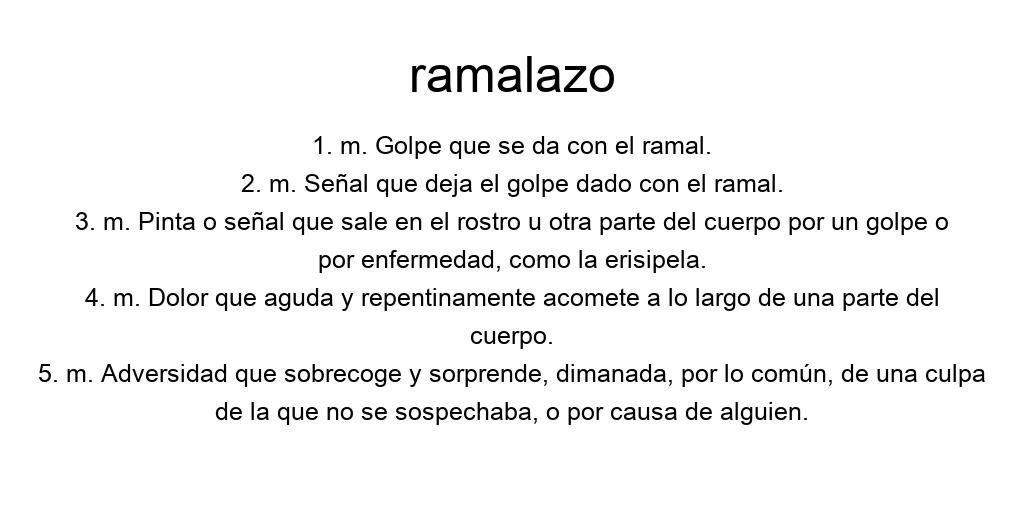 ramalazo
1. m. Golpe que se da con el ramal.
2. m. Señal que deja el golpe dado con el ramal.
3. m. Pinta o señal que sale en el rostro u otra parte del cuerpo por un golpe o
por enfermedad, como la erisipela.
4. m. Dolor que aguda y repentinamente acomete a lo largo de una parte del
cuerpo.
5. m. Adversidad que sobrecoge y sorprende, dimanada, por lo común, de una culpa
de la que no se sospechaba, o por causa de alguien.